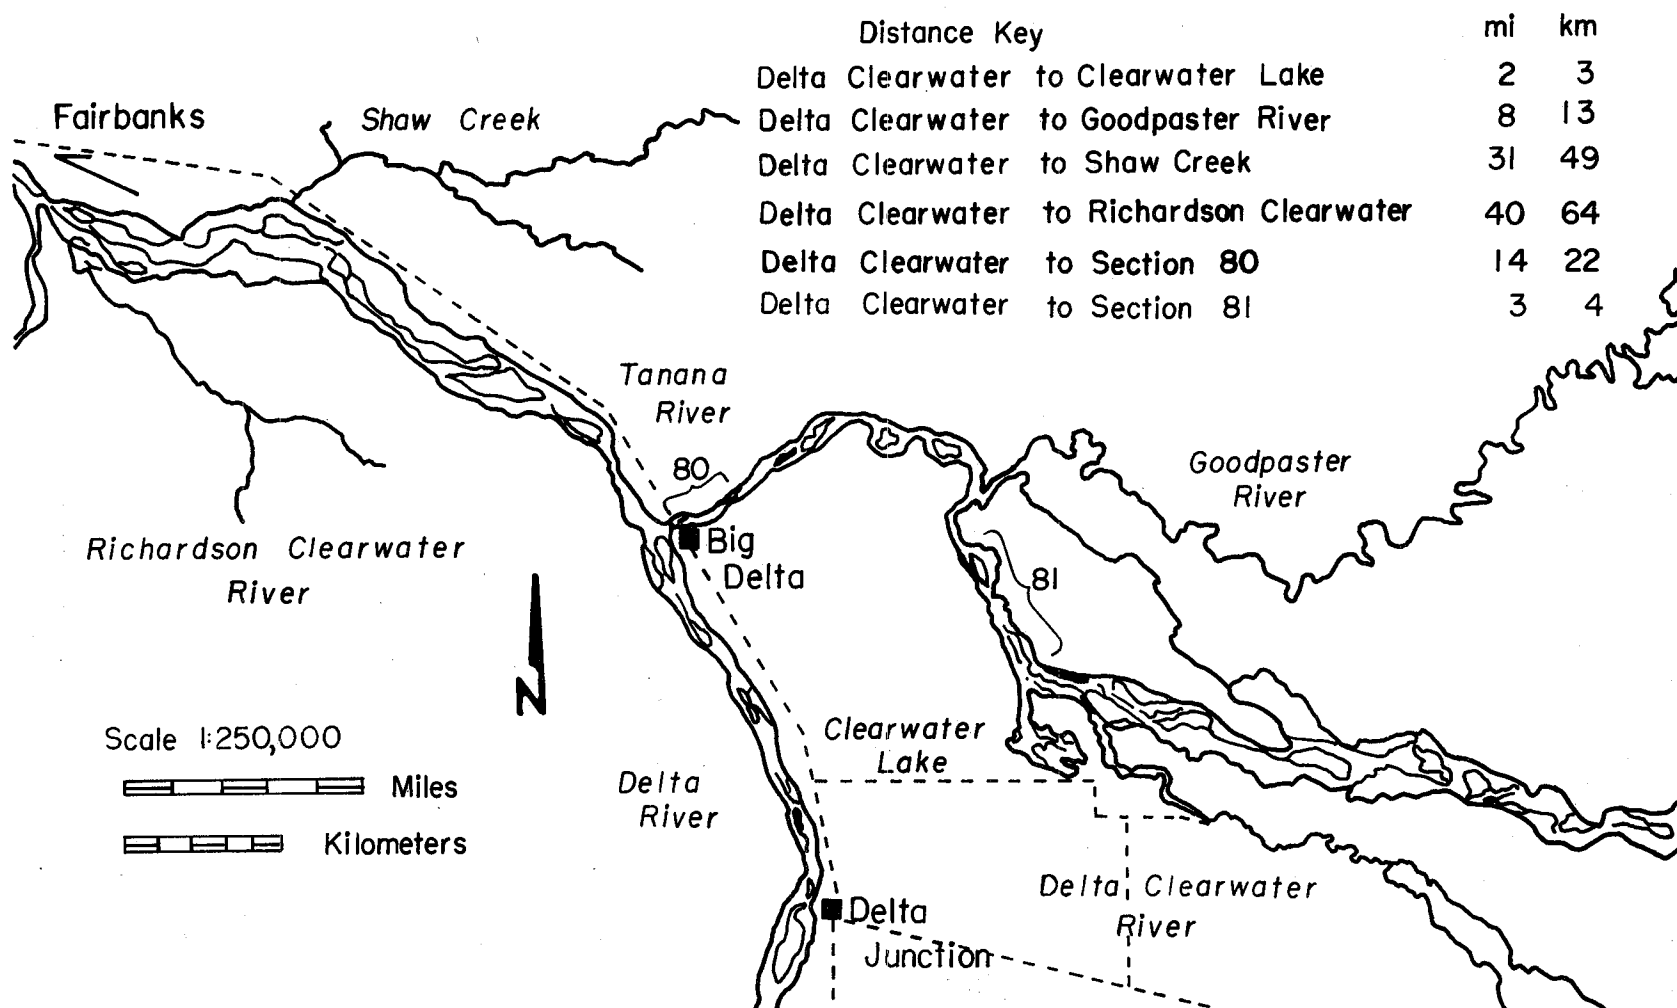 Distance Key mi km
Delta Clearwater to Clearwater Lake 2 3
Delta Clearwater to Goodpaster River 8 13
Delta Clearwater to Shaw Creek 31 49
Delta Clearwater to Richardson Clearwater 40 64
Delta Clearwater to Section 80 14 22
Delta Clearwater to Section 81 3 4
Fairbanks
Shaw Creek
Tanana
River
80
Goodpaster
River
Richardson Clearwater
River
Big
Delta
81
N
Scale 1:250,000
Miles
Kilometers
Clearwater
Lake
Delta
River
Delta Clearwater
River
Delta
Junction